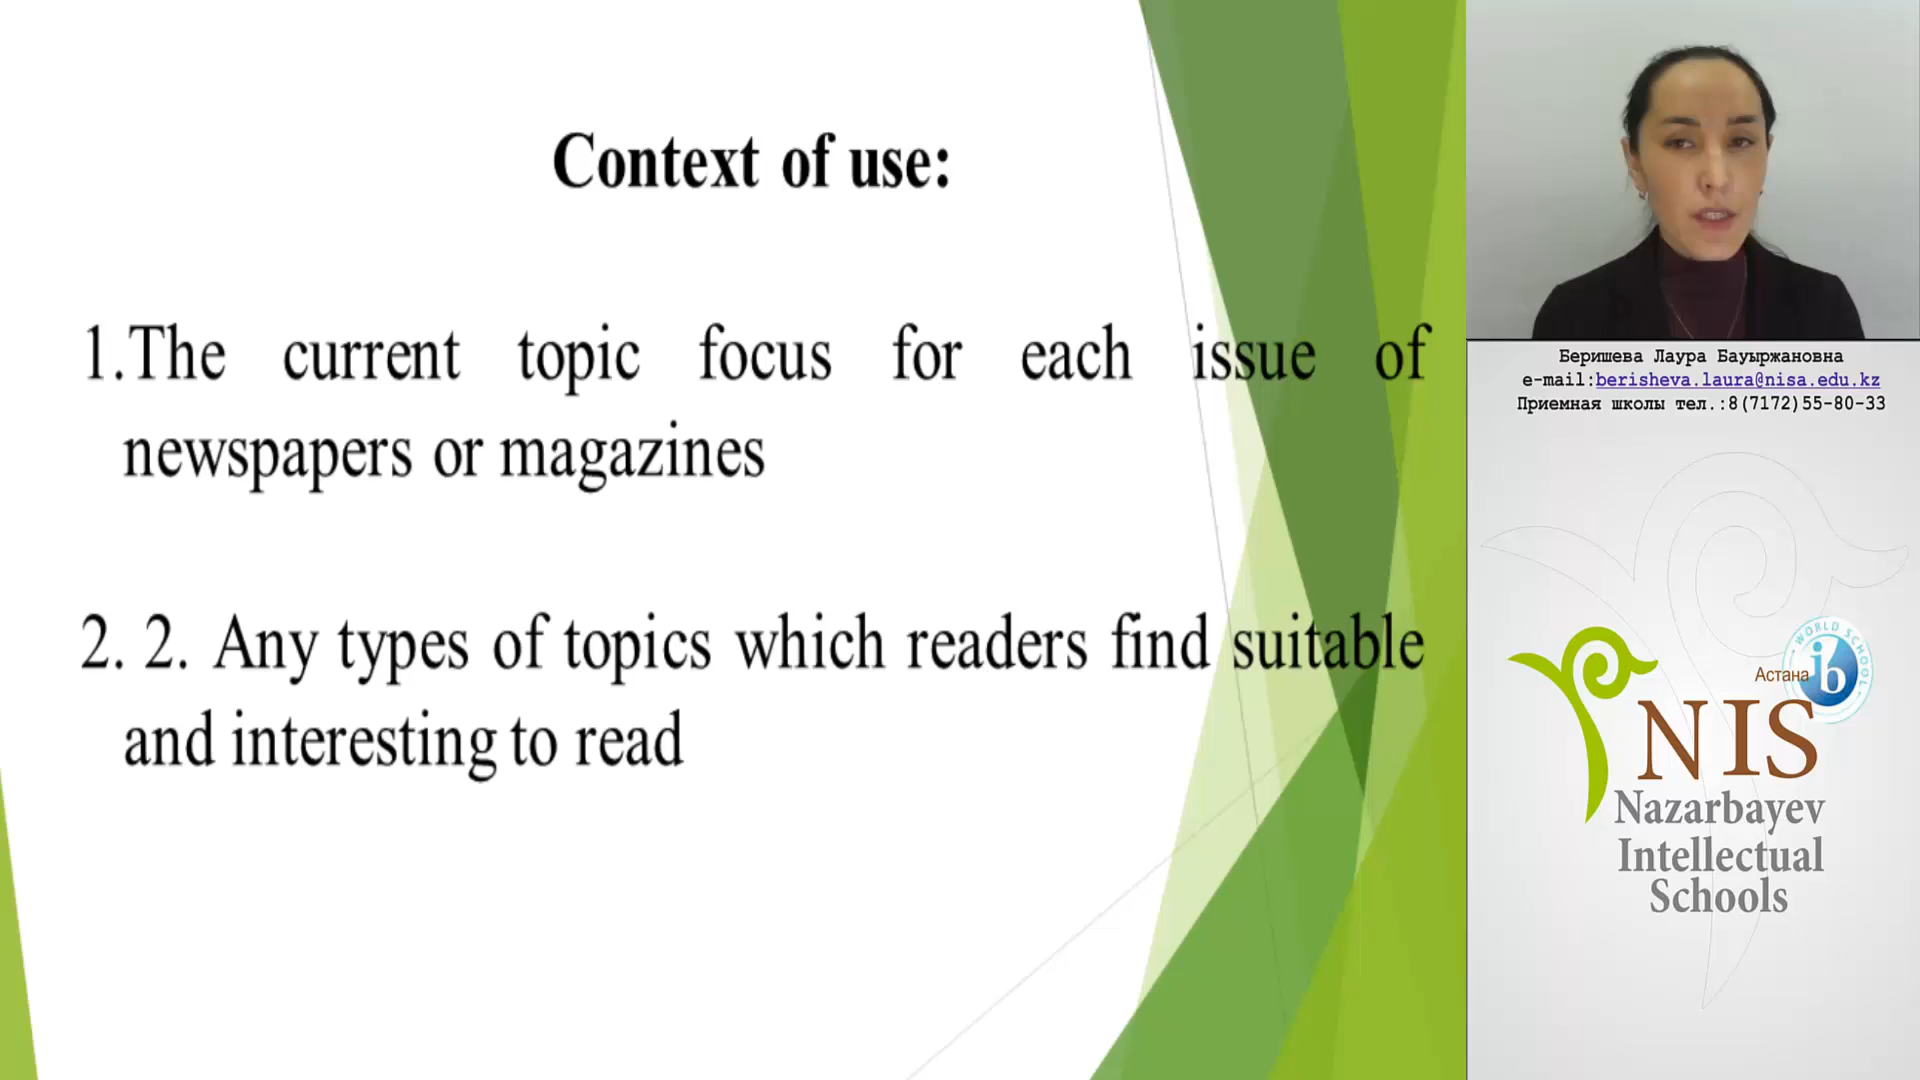 Context of use:
1.The current topic focus for each issue of
newspapers or magazines
2. 2. Any types of topics which readers find suitable
and interesting to read
Беришева Лаура Бауыржановна
e-mail:berisheva.laura@nisa.edu.kz
Приемная школы тел.:8(7172)55-80-33
WORLD SCHOOL
ib
Астана
NIS
Nazarbayev
Intellectual
Schools